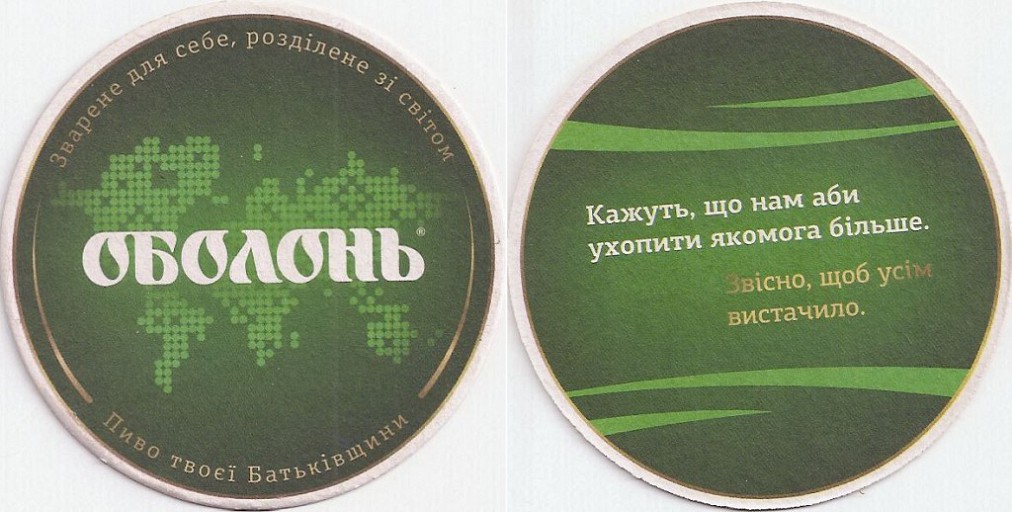 Зварене для себе, розділене зі світом
ОБОЛОНЬ®
Пиво твоєї Батьківщини
Кажуть, що нам аби
ухопити якомога більше.
Звісно, щоб усім
вистачило.